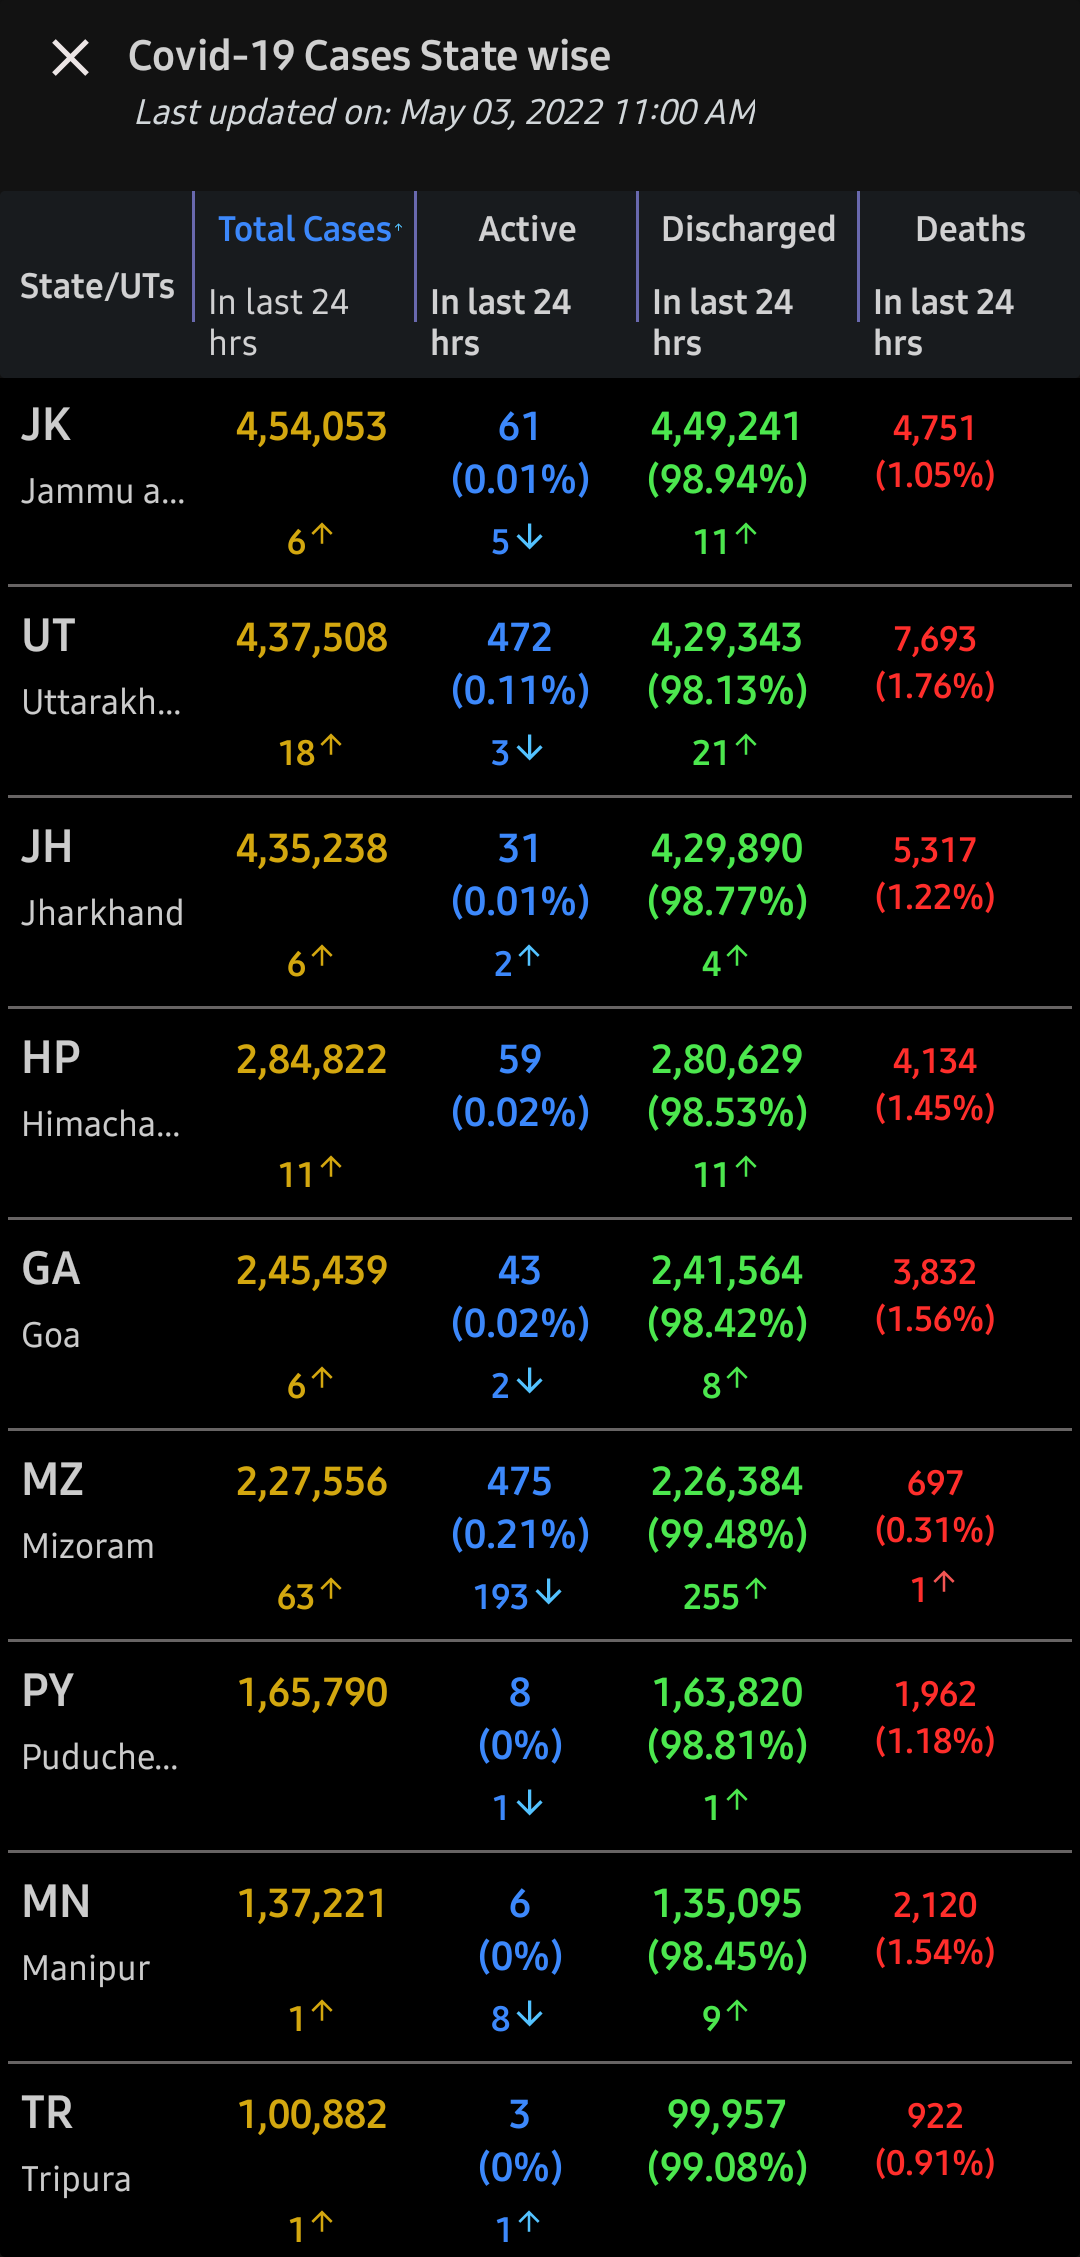 Covid-19 Cases State wise
Last updated on: May 03, 2022 11:00 AM
State/UTs
Total Cases↑ Active Discharged Deaths
In last 24 hrs In last 24 hrs In last 24 hrs In last 24 hrs
JK 4,54,053 61 4,49,241 4,751
Jammu a... (0.01%) (98.94%) (1.05%)
6↑ 5↓ 11↑
UT 4,37,508 472 4,29,343 7,693
Uttarakh... (0.11%) (98.13%) (1.76%)
18↑ 3↓ 21↑
JH 4,35,238 31 4,29,890 5,317
Jharkhand (0.01%) (98.77%) (1.22%)
6↑ 2↑ 4↑
HP 2,84,822 59 2,80,629 4,134
Himacha... (0.02%) (98.53%) (1.45%)
11↑ 11↑
GA 2,45,439 43 2,41,564 3,832
Goa (0.02%) (98.42%) (1.56%)
6↑ 2↓ 8↑
MZ 2,27,556 475 2,26,384 697
Mizoram (0.21%) (99.48%) (0.31%)
63↑ 193↓ 255↑ 1↑
PY 1,65,790 8 1,63,820 1,962
Puduche... (0%) (98.81%) (1.18%)
1↓ 1↑
MN 1,37,221 6 1,35,095 2,120
Manipur (0%) (98.45%) (1.54%)
1↑ 8↓ 9↑
TR 1,00,882 3 99,957 922
Tripura (0%) (99.08%) (0.91%)
1↑ 1↑